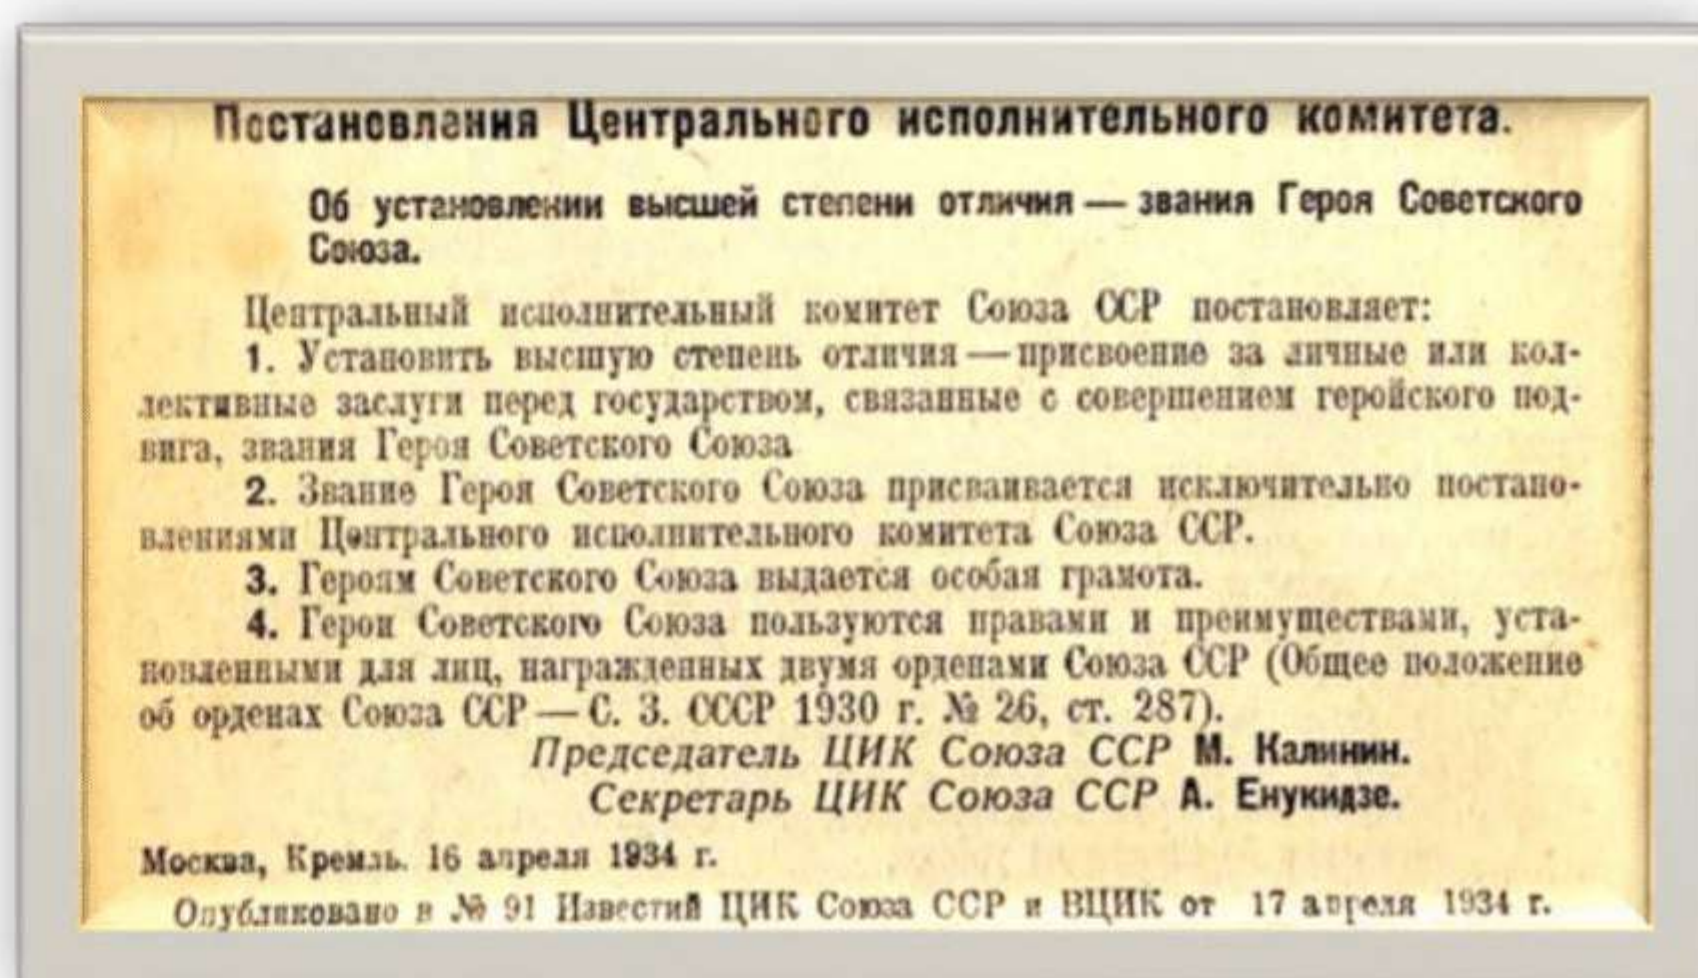 Постановления Центрального исполнительного комитета.
Об установлении высшей степени отличия — звания Героя Советского
Союза.
Центральный исполнительный комитет Союза ССР постановляет:
1. Установить высшую степень отличия — присвоение за личные или кол-
лективные заслуги перед государством, связанные с совершением геройского под-
вига, звания Героя Советского Союза
2. Звание Героя Советского Союза присваивается исключительно постано-
влениями Центрального исполнительного комитета Союза ССР.
3. Героям Советского Союза выдается особая грамота.
4. Герои Советского Союза пользуются правами и преимуществами, уста-
новленными для лиц, награжденных двумя орденами Союза ССР (Общее положение
об орденах Союза ССР — С. З. СССР 1930 г. № 26, ст. 287).
Председатель ЦИК Союза ССР М. Калинин.
Секретарь ЦИК Союза ССР А. Енукидзе.
Москва, Кремль. 16 апреля 1934 г.
Опубликовано в № 91 Известий ЦИК Союза ССР и ВЦИК от 17 апреля 1934 г.